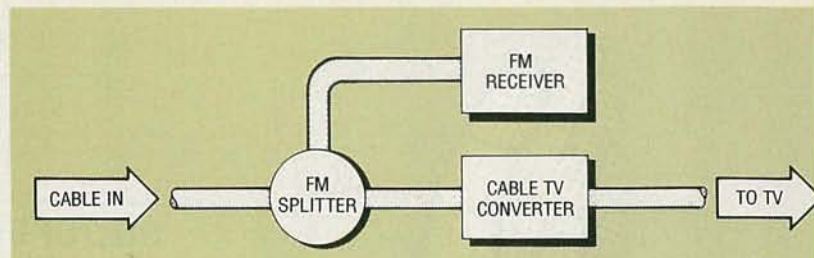 FM
RECEIVER
CABLE IN
FM
SPLITTER
CABLE TV
CONVERTER
TO TV